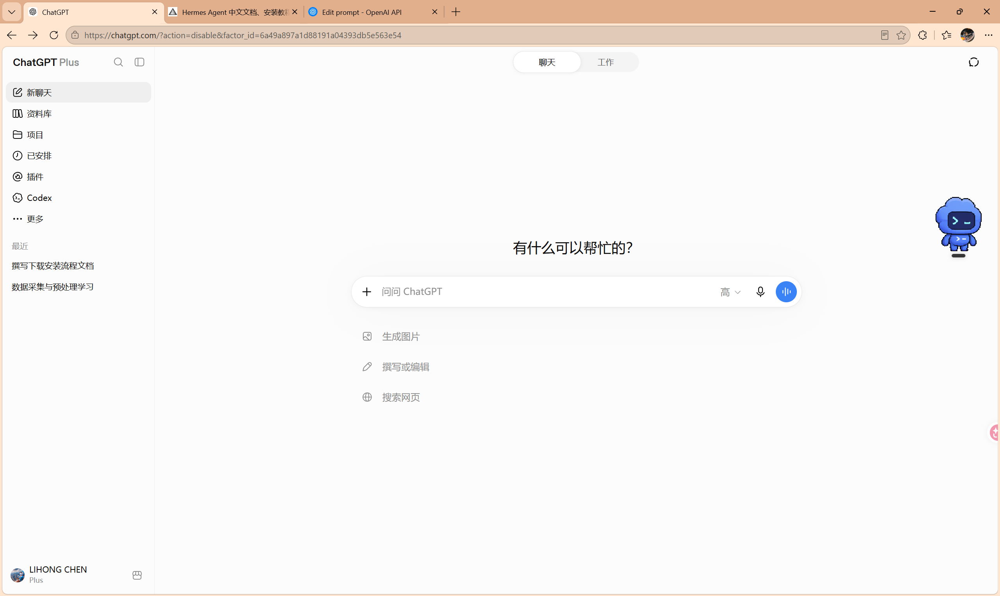 ChatGPT
Hermes Agent 中文文档、安装教程
Edit prompt - OpenAI API
https://chatgpt.com/?action=disable&factor_id=6a49a897a1d88191a04393db5e563e54
ChatGPT Plus
聊天
工作
新聊天
资料库
项目
已安排
插件
Codex
更多
最近
撰写下载安装流程文档
数据采集与预处理学习
有什么可以帮忙的?
问问 ChatGPT
高
生成图片
撰写或编辑
搜索网页
LIHONG CHEN
Plus